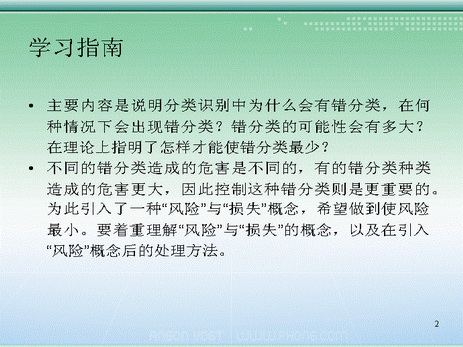 学习指南
• 主要内容是说明分类识别中为什么会有错分类，在何
种情况下会出现错分类？错分类的可能性会有多大？
在理论上指明了怎样才能使错分类最少？
• 不同的错分类造成的危害是不同的，有的错分类种类
造成的危害更大，因此控制这种错分类则是更重要的。
为此引入了一种“风险”与“损失”概念，希望做到使风险
最小。要着重理解“风险”与“损失”的概念，以及在引入
“风险”概念后的处理方法。
2